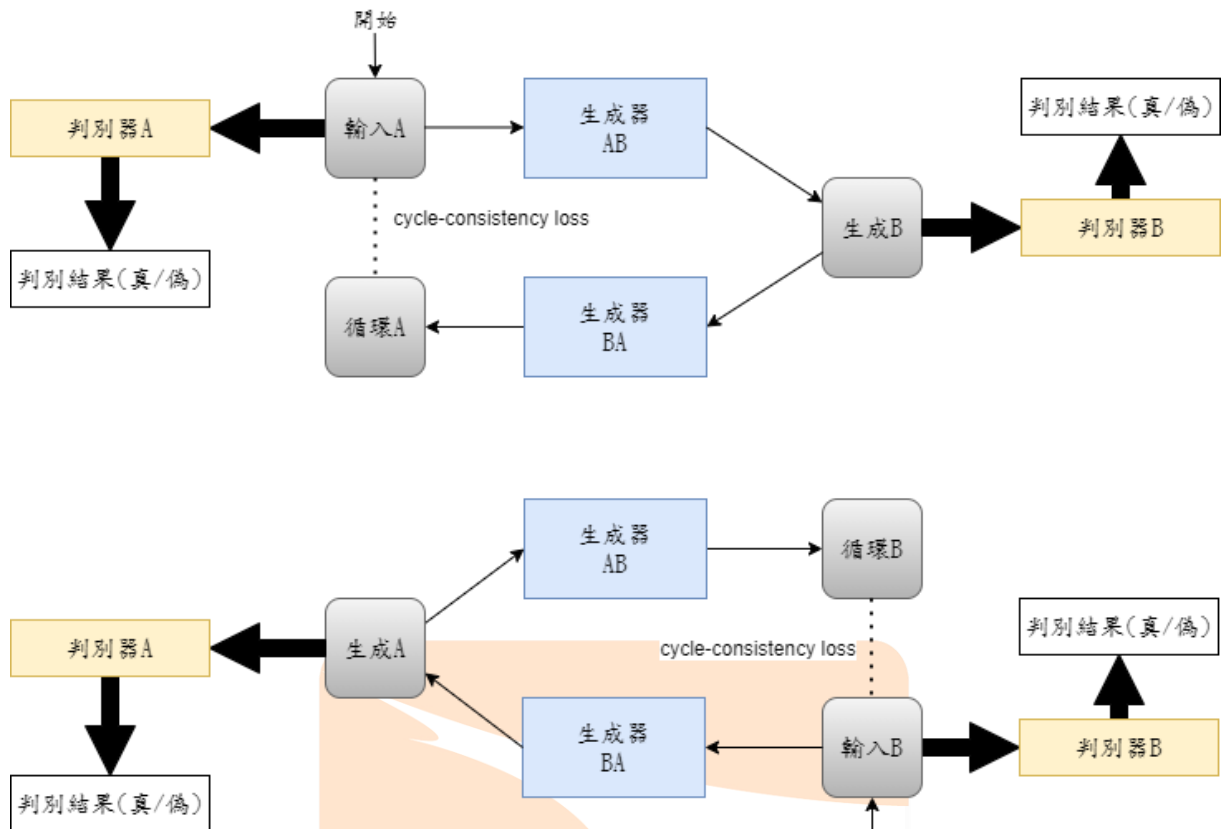 開始
判別器A
輸入A
生成器
AB
判別結果(真/偽)
cycle-consistency loss
生成B
判別器B
判別結果(真/偽)
循環A
生成器
BA
生成器
AB
循環B
判別器A
生成A
判別結果(真/偽)
cycle-consistency loss
生成器
BA
輸入B
判別器B
判別結果(真/偽)